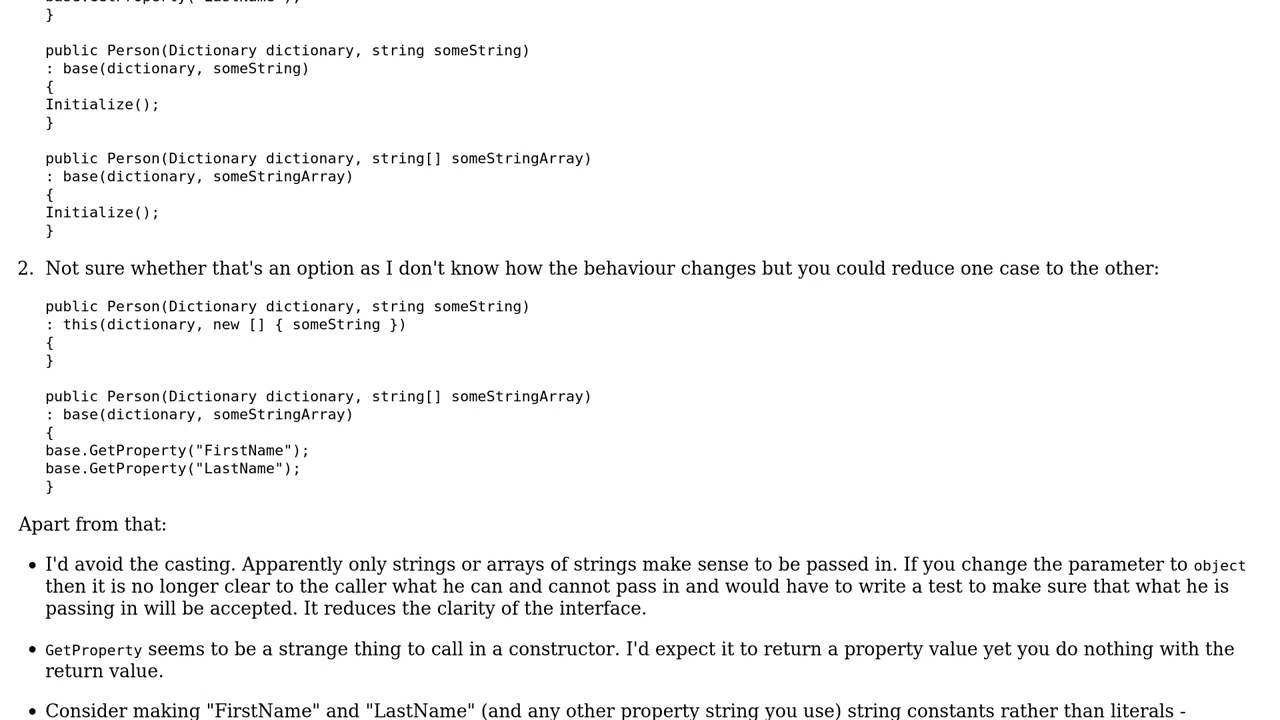 }
public Person(Dictionary dictionary, string someString)
: base(dictionary, someString)
{
Initialize();
}
public Person(Dictionary dictionary, string[] someStringArray)
: base(dictionary, someStringArray)
{
Initialize();
}
2. Not sure whether that's an option as I don't know how the behaviour changes but you could reduce one case to the other:
public Person(Dictionary dictionary, string someString)
: this(dictionary, new [] { someString })
{
}
public Person(Dictionary dictionary, string[] someStringArray)
: base(dictionary, someStringArray)
{
base.GetProperty("FirstName");
base.GetProperty("LastName");
}
Apart from that:
• I'd avoid the casting. Apparently only strings or arrays of strings make sense to be passed in. If you change the parameter to object
then it is no longer clear to the caller what he can and cannot pass in and would have to write a test to make sure that what he is
passing in will be accepted. It reduces the clarity of the interface.
• GetProperty seems to be a strange thing to call in a constructor. I'd expect it to return a property value yet you do nothing with the
return value.
• Consider making "FirstName" and "LastName" (and any other property string you use) string constants rather than literals -